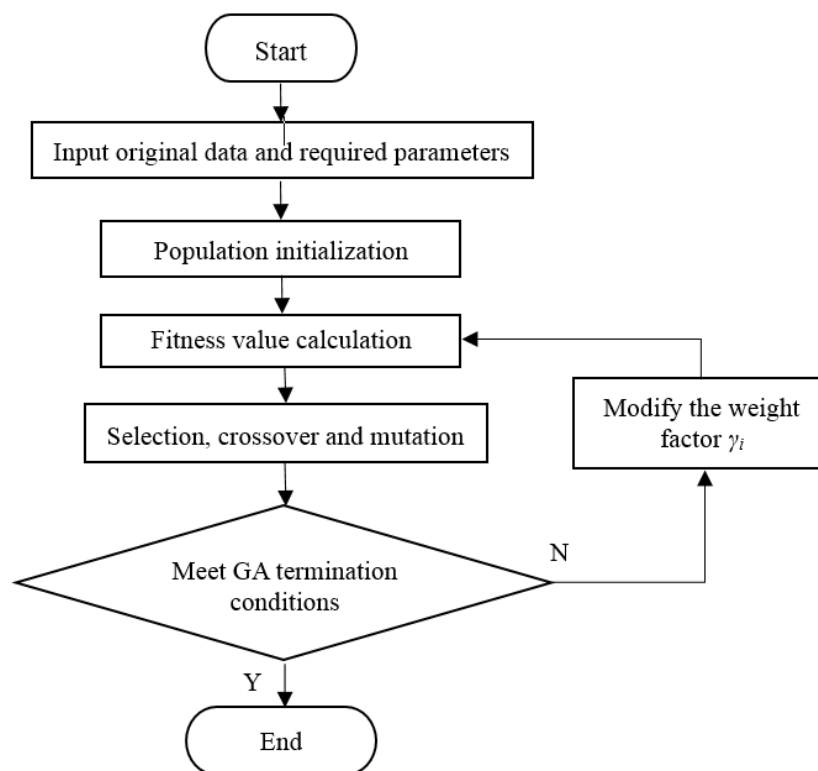 Start
Input original data and required parameters
Population initialization
Fitness value calculation
Selection, crossover and mutation
Modify the weight
factor γi
Meet GA termination
conditions
N
Y
End